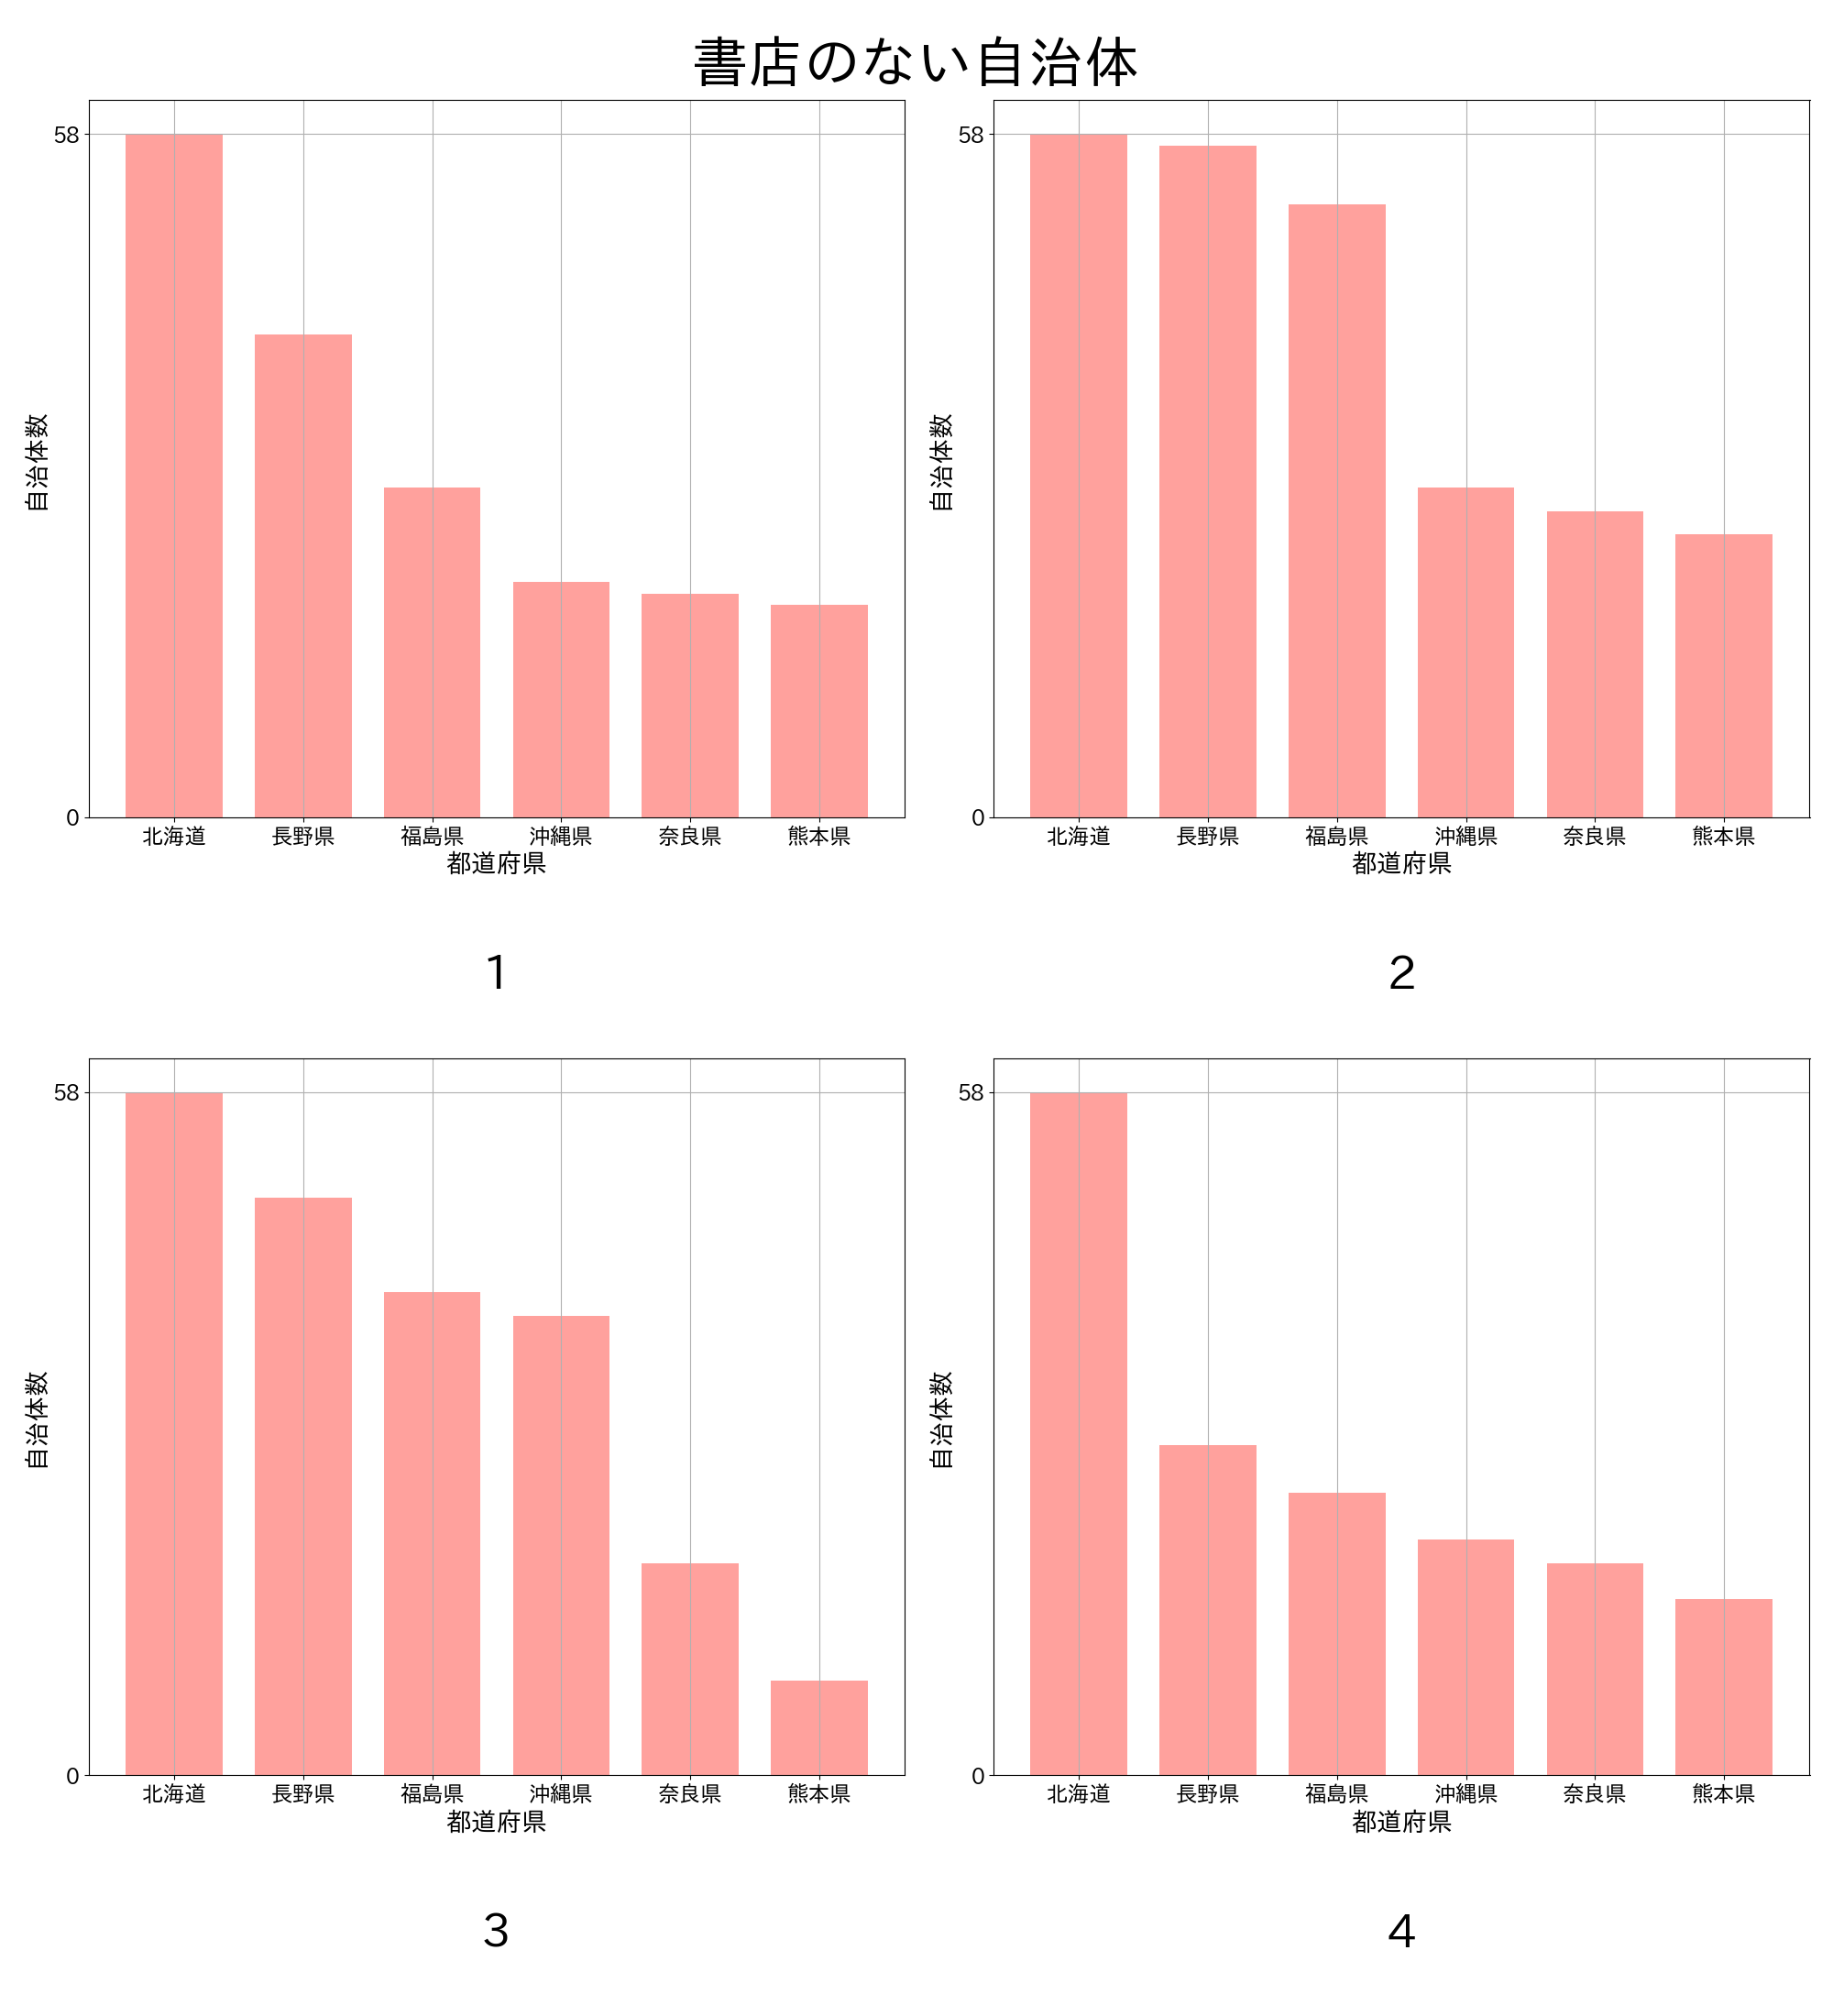 書店のない自治体
58
0
自治体数
北海道 長野県 福島県 沖縄県 奈良県 熊本県
都道府県
1
58
0
自治体数
北海道 長野県 福島県 沖縄県 奈良県 熊本県
都道府県
2
58
0
自治体数
北海道 長野県 福島県 沖縄県 奈良県 熊本県
都道府県
3
58
0
自治体数
北海道 長野県 福島県 沖縄県 奈良県 熊本県
都道府県
4